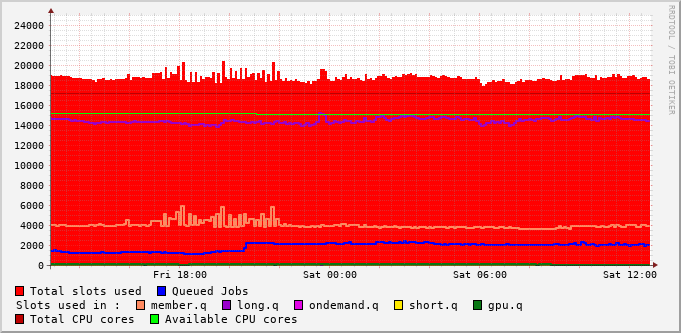 24000
22000
20000
18000
16000
14000
12000
10000
8000
6000
4000
2000
0
Fri 18:00 Sat 00:00 Sat 06:00 Sat 12:00
RRDTOOL / TOBI OETIKER
Total slots used Queued Jobs
Slots used in : member.q long.q ondemand.q short.q gpu.q
Total CPU cores Available CPU cores